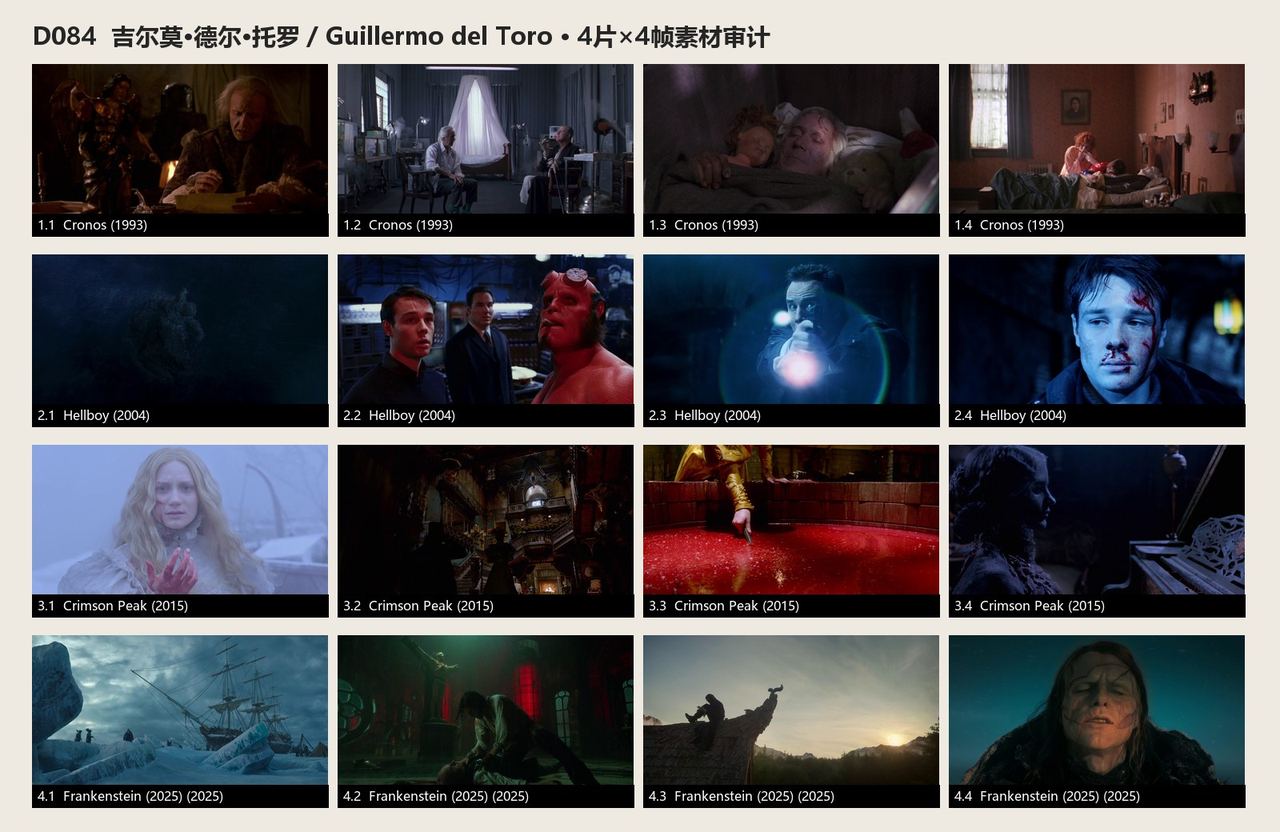 D084 吉尔莫•德尔•托罗 / Guillermo del Toro • 4片×4帧素材审计
1.1 Cronos (1993)
1.2 Cronos (1993)
1.3 Cronos (1993)
1.4 Cronos (1993)
2.1 Hellboy (2004)
2.2 Hellboy (2004)
2.3 Hellboy (2004)
2.4 Hellboy (2004)
3.1 Crimson Peak (2015)
3.2 Crimson Peak (2015)
3.3 Crimson Peak (2015)
3.4 Crimson Peak (2015)
4.1 Frankenstein (2025) (2025)
4.2 Frankenstein (2025) (2025)
4.3 Frankenstein (2025) (2025)
4.4 Frankenstein (2025) (2025)